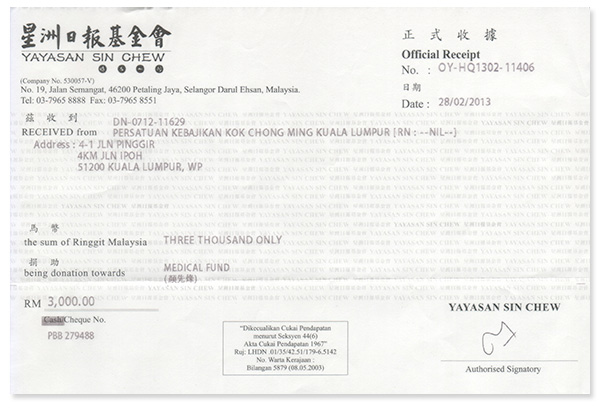 星洲日報基金會
YAYASAN SIN CHEW
(Company No. 530057-V)
No. 19, Jalan Semangat, 46200 Petaling Jaya, Selangor Darul Ehsan, Malaysia.
Tel: 03-7965 8888 Fax: 03-7965 8551
正式收據
Official Receipt
No. : OY-HQ1302-11406
日期
Date : 28/02/2013
茲收到 DN-0712-11629
RECEIVED from PERSATUAN KEBAJIKAN KOK CHONG MING KUALA LUMPUR [RN : --NIL--]
Address : 4-1 JLN PINGGIR
4KM JLN IPOH
51200 KUALA LUMPUR, WP
馬幣
the sum of Ringgit Malaysia THREE THOUSAND ONLY
捐助
being donation towards MEDICAL FUND
(顏先鋒)
RM 3,000.00
Cash/Cheque No.
PBB 279488
"Dikecualikan Cukai Pendapatan
menurut Seksyen 44(6)
Akta Cukai Pendapatan 1967"
Ruj: LHDN .01/35/42.51/179-6.5142
No. Warta Kerajaan :
Bilangan 5879 (08.05.2003)
YAYASAN SIN CHEW
Authorised Signatory